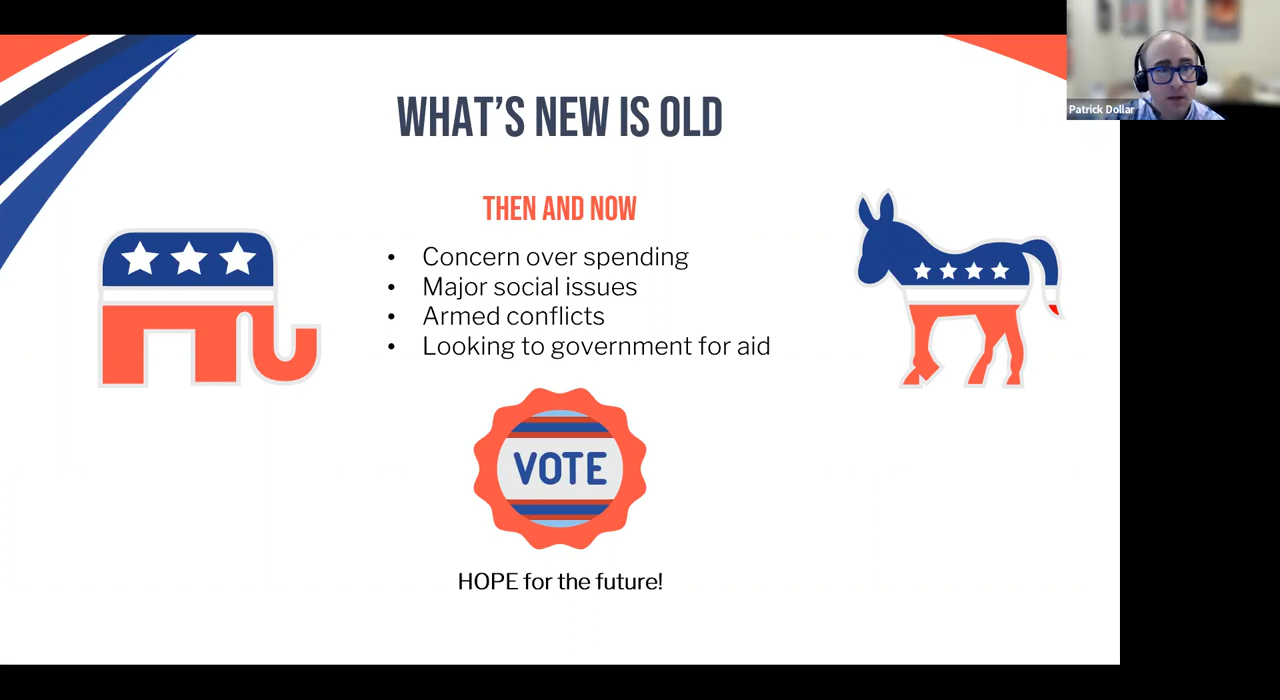 WHAT'S NEW IS OLD
Patrick Dollar
THEN AND NOW
• Concern over spending
• Major social issues
• Armed conflicts
• Looking to government for aid
VOTE
HOPE for the future!